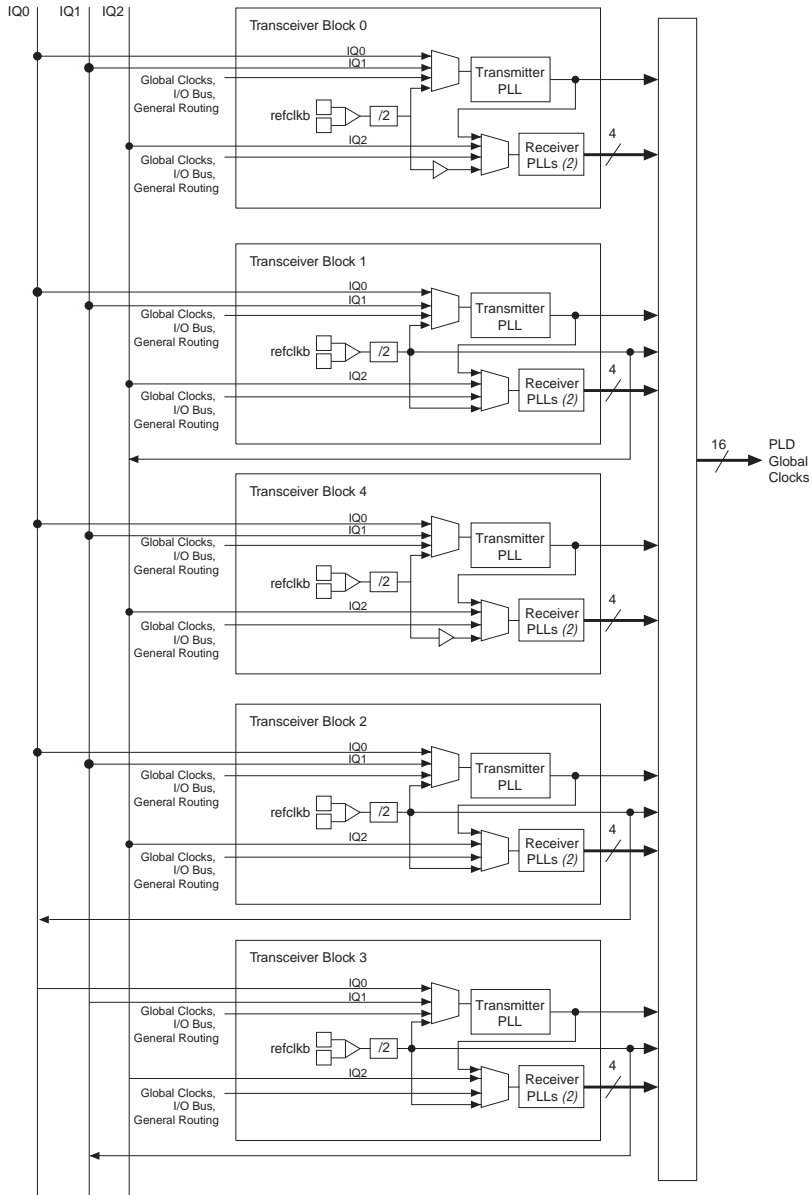 IQ0 IQ1 IQ2
Transceiver Block 0
IQ0
IQ1
Global Clocks,
I/O Bus,
General Routing
Transmitter
PLL
refclkb
/2
IQ2
Global Clocks,
I/O Bus,
General Routing
Receiver
PLLs (2)
4
Transceiver Block 1
IQ0
IQ1
Global Clocks,
I/O Bus,
General Routing
Transmitter
PLL
refclkb
/2
IQ2
Global Clocks,
I/O Bus,
General Routing
Receiver
PLLs (2)
4
16
PLD
Global
Clocks
Transceiver Block 4
IQ0
IQ1
Global Clocks,
I/O Bus,
General Routing
Transmitter
PLL
refclkb
/2
IQ2
Global Clocks,
I/O Bus,
General Routing
Receiver
PLLs (2)
4
Transceiver Block 2
IQ0
IQ1
Global Clocks,
I/O Bus,
General Routing
Transmitter
PLL
refclkb
/2
IQ2
Global Clocks,
I/O Bus,
General Routing
Receiver
PLLs (2)
4
Transceiver Block 3
IQ0
IQ1
Global Clocks,
I/O Bus,
General Routing
Transmitter
PLL
refclkb
/2
IQ2
Global Clocks,
I/O Bus,
General Routing
Receiver
PLLs (2)
4